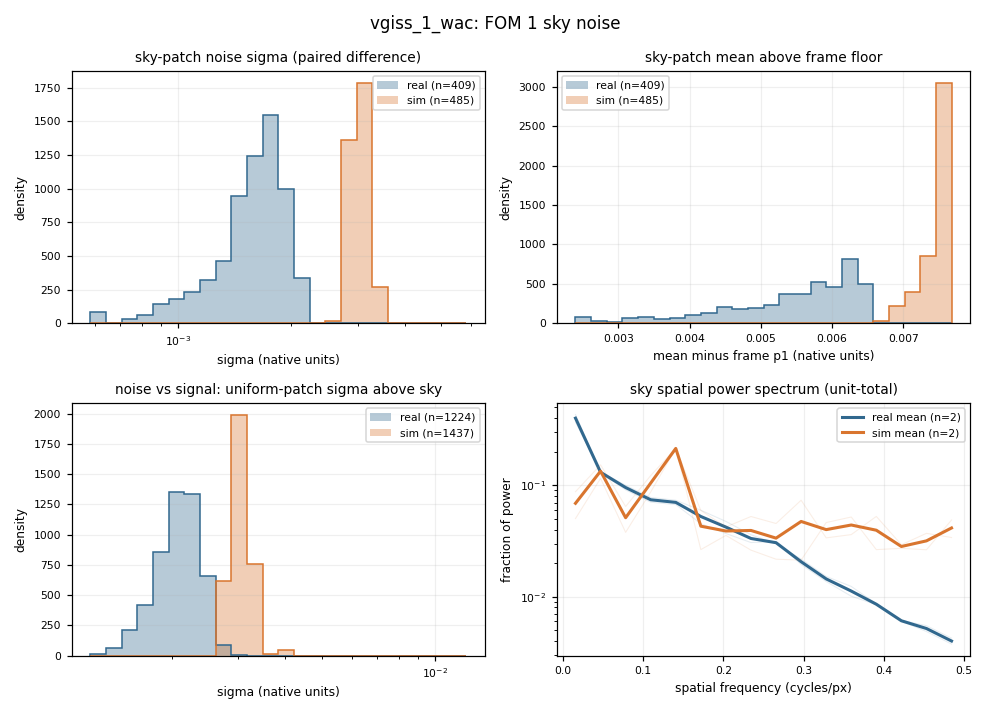 vgiss_1_wac: FOM 1 sky noise
sky-patch noise sigma (paired difference)
density
1750
1500
1250
1000
750
500
250
0
real (n=409)
sim (n=485)
10^-3
sigma (native units)
sky-patch mean above frame floor
density
3000
2500
2000
1500
1000
500
0
real (n=409)
sim (n=485)
0.003 0.004 0.005 0.006 0.007
mean minus frame p1 (native units)
noise vs signal: uniform-patch sigma above sky
density
2000
1750
1500
1250
1000
750
500
250
0
real (n=1224)
sim (n=1437)
10^-2
sigma (native units)
sky spatial power spectrum (unit-total)
fraction of power
10^-1
10^-2
real mean (n=2)
sim mean (n=2)
0.0 0.1 0.2 0.3 0.4 0.5
spatial frequency (cycles/px)